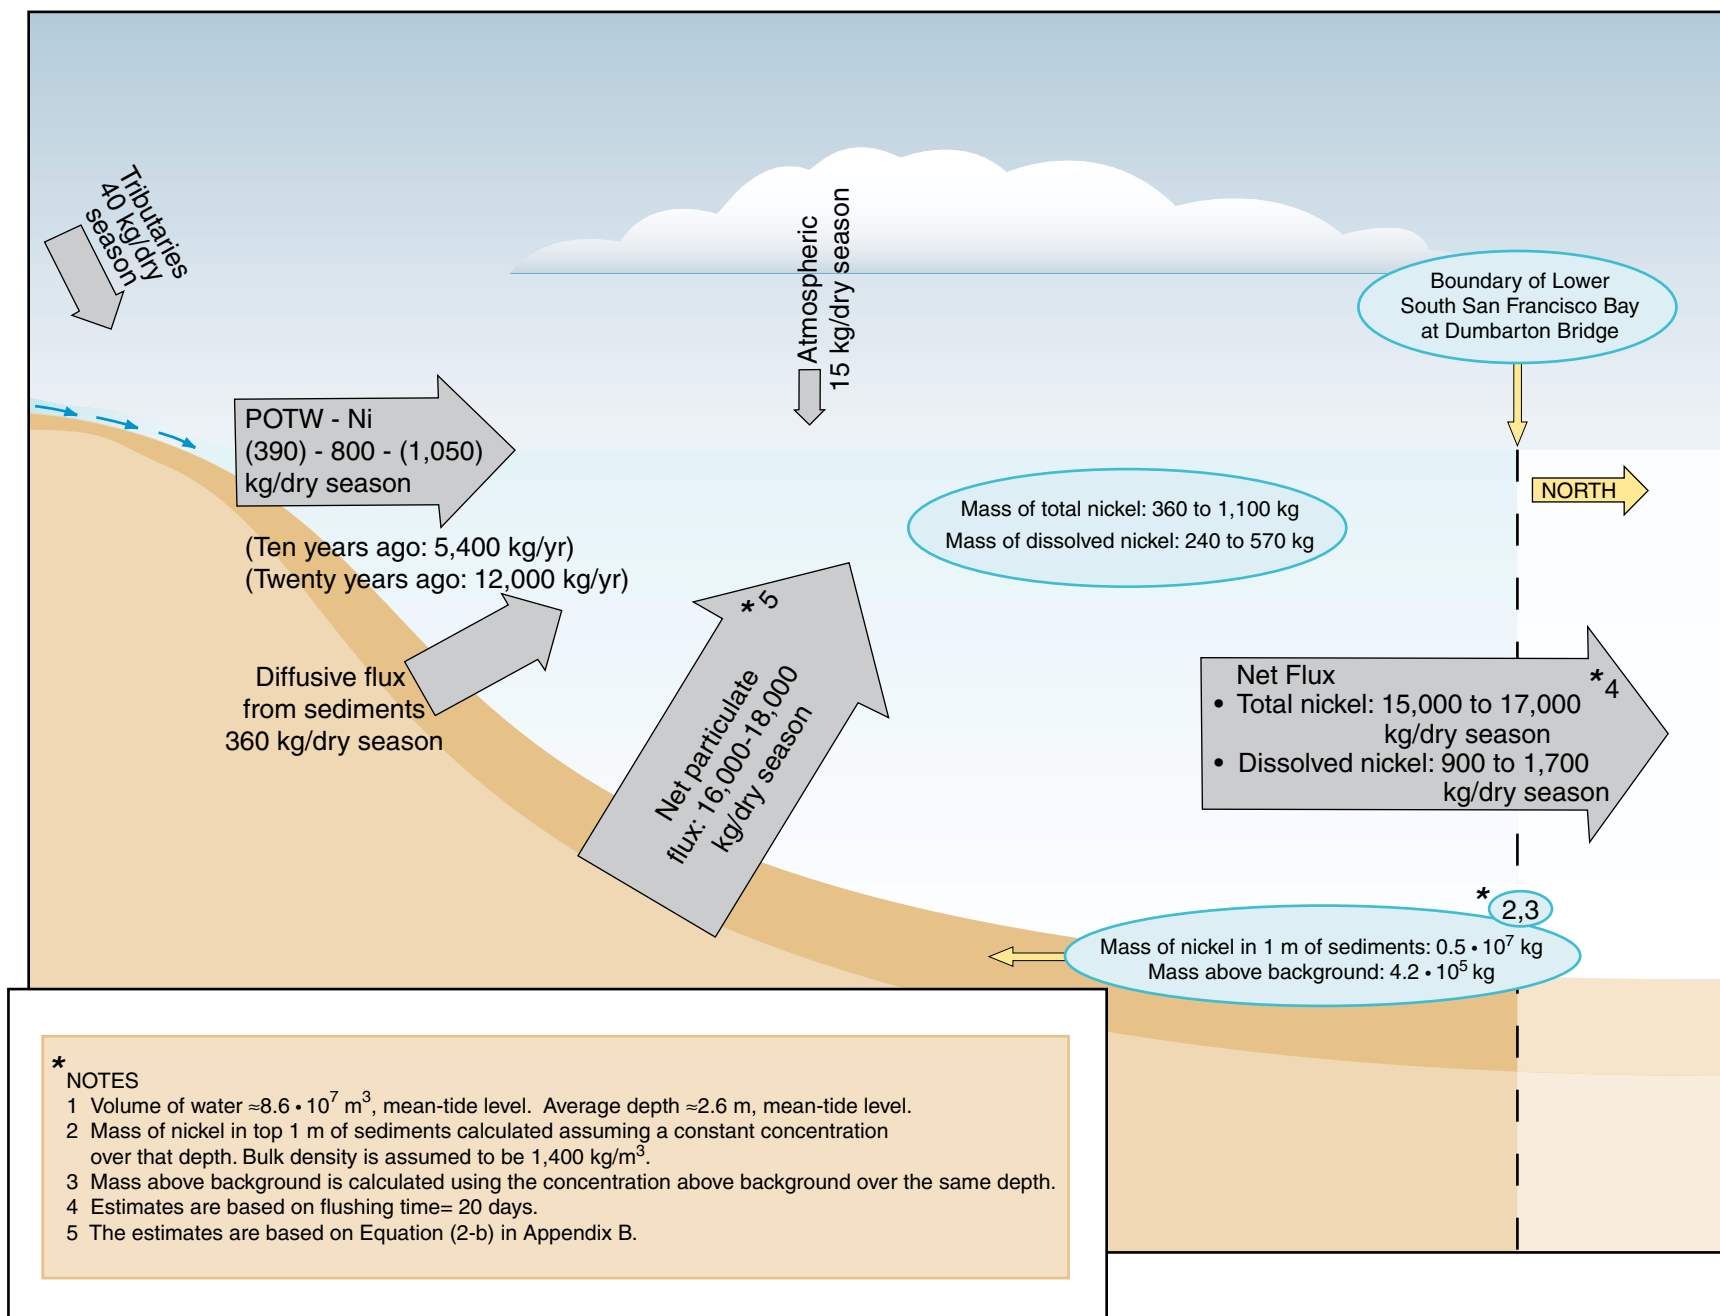 Tributaries
40 kg/dry
season
Atmospheric
15 kg/dry season
Boundary of Lower
South San Francisco Bay
at Dumbarton Bridge
POTW - Ni
(390) - 800 - (1,050)
kg/dry season
NORTH
Mass of total nickel: 360 to 1,100 kg
Mass of dissolved nickel: 240 to 570 kg
(Ten years ago: 5,400 kg/yr)
(Twenty years ago: 12,000 kg/yr)
Diffusive flux
from sediments
360 kg/dry season
* 5
Net particulate
flux: 16,000-18,000
kg/dry season
Net Flux
* 4
• Total nickel: 15,000 to 17,000
kg/dry season
• Dissolved nickel: 900 to 1,700
kg/dry season
* 2,3
Mass of nickel in 1 m of sediments: 0.5 • 10⁷ kg
Mass above background: 4.2 • 10⁵ kg
* NOTES
1 Volume of water ≈8.6 • 10⁷ m³, mean-tide level. Average depth ≈2.6 m, mean-tide level.
2 Mass of nickel in top 1 m of sediments calculated assuming a constant concentration
over that depth. Bulk density is assumed to be 1,400 kg/m³.
3 Mass above background is calculated using the concentration above background over the same depth.
4 Estimates are based on flushing time= 20 days.
5 The estimates are based on Equation (2-b) in Appendix B.